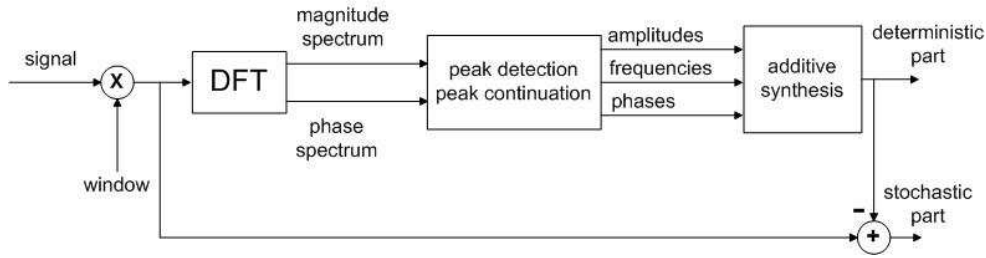 magnitude
spectrum
signal
X
DFT
phase
spectrum
window
peak detection
peak continuation
amplitudes
frequencies
phases
additive
synthesis
deterministic
part
stochastic
part
-
+